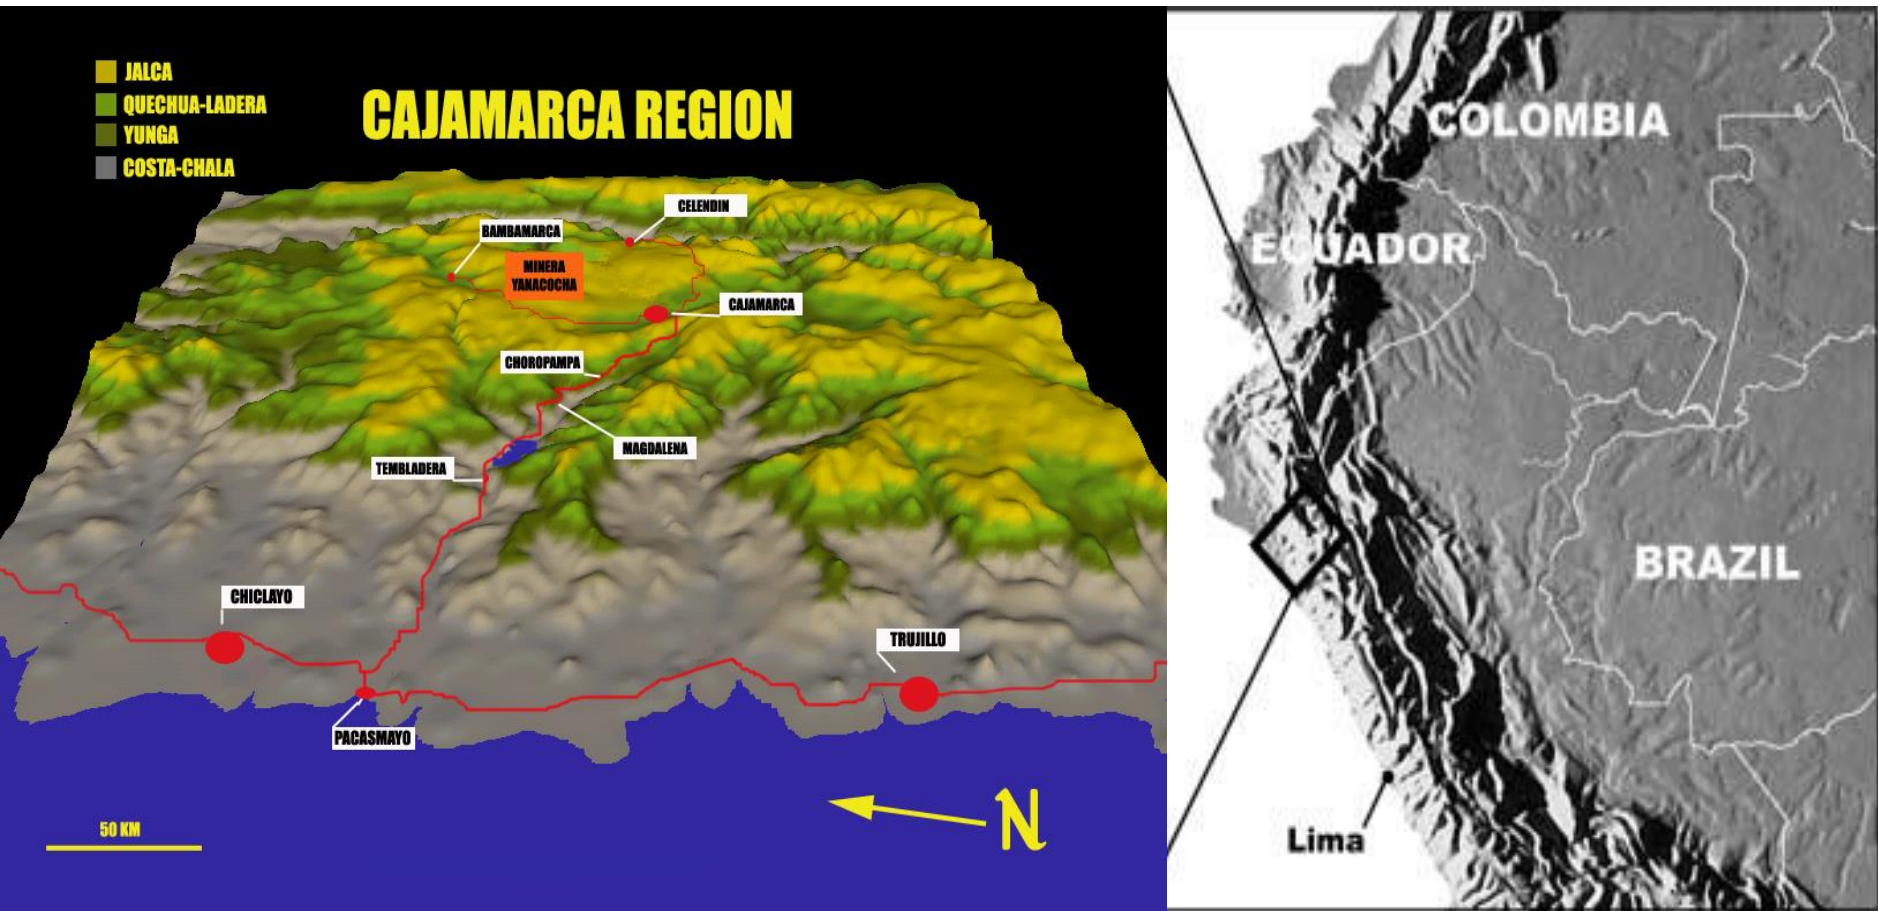 JALCA
QUECHUA-LADERA
YUNGA
COSTA-CHALA
CAJAMARCA REGION
CELENDIN
BAMBAMARCA
MINERA
YANACOCHA
CAJAMARCA
CHOROPAMPA
MAGDALENA
TEMBLADERA
CHICLAYO
TRUJILLO
PACASMAYO
50 KM
N
COLOMBIA
ECUADOR
BRAZIL
Lima